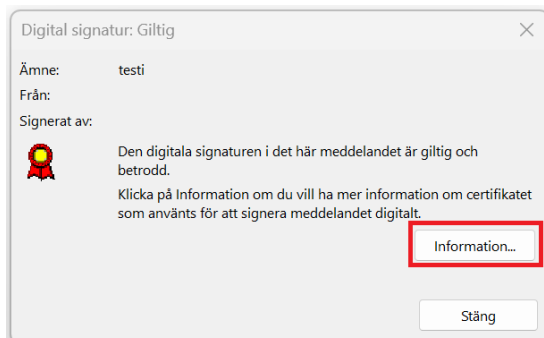 Digital signatur: Giltig
Ämne: testi
Från:
Signerat av:
Den digitala signaturen i det här meddelandet är giltig och
betrodd.
Klicka på Information om du vill ha mer information om certifikatet
som använts för att signera meddelandet digitalt.
Information...
Stäng